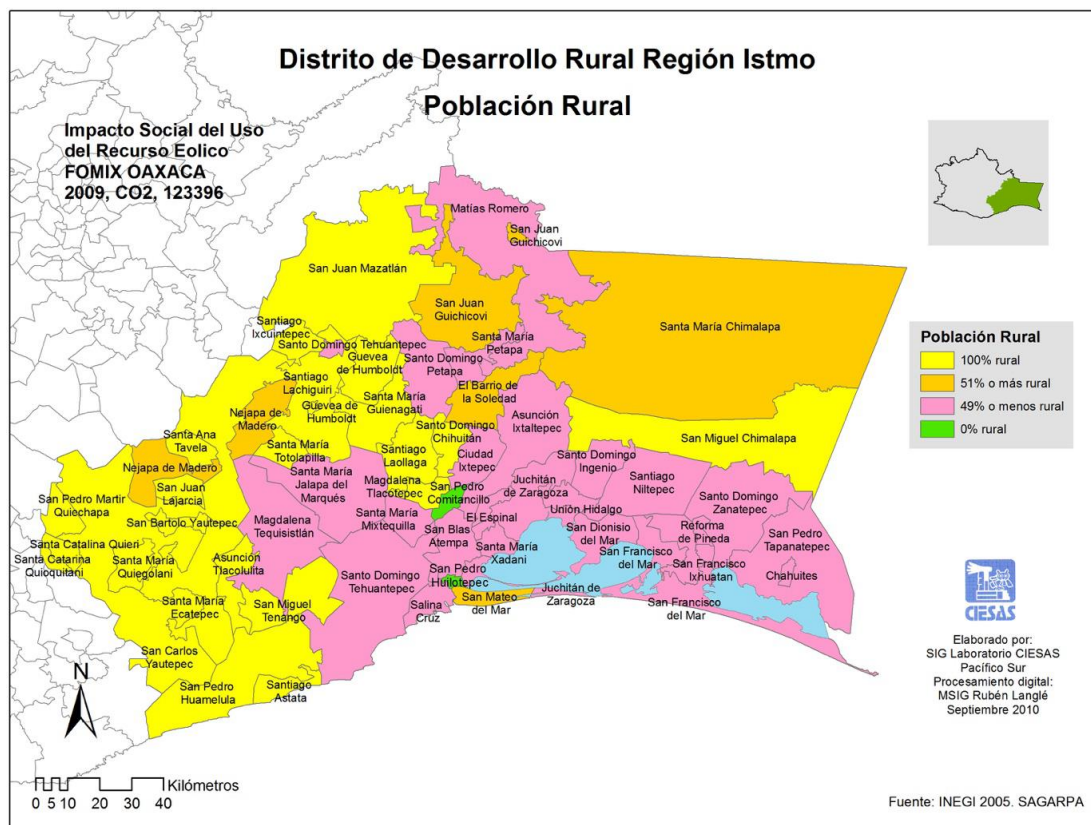 Distrito de Desarrollo Rural Región Istmo
Población Rural
Impacto Social del Uso
del Recurso Eolico
FOMIX OAXACA
2009, CO2, 123396
Matías Romero
San Juan
Guichicovi
San Juan Mazatlán
San Juan
Guichicovi
Santa María Chimalapa
Santiago
Ixcuintepec
Santa María
Petapa
Santo Domingo Tehuantepec
Guevea
de Humboldt
Santo Domingo
Petapa
Santiago
Lachiguiri
El Barrio de
la Soledad
Nejapa de
Madero
Guevea de
Humboldt
Santa María
Guienagati
Asunción
Ixtaltepec
Santa Ana
Tavela
Santa María
Totolapilla
Santo Domingo
Chihuitán
San Miguel Chimalapa
Nejapa de Madero
Santiago
Laollaga
Ciudad
Ixtepec
Santo Domingo
Ingenio
San Juan
Lajarcia
Santa María
Jalapa del
Marqués
Magdalena
Tlacotepec
San Pedro
Comitancillo
Juchitán
de Zaragoza
Santiago
Niltepec
Santo Domingo
Zanatepec
San Pedro Martir
Quiechapa
San Bartolo Yautepec
Magdalena
Tequisistlán
Santa María
Mixtequilla
El Espinal
Unión Hidalgo
San Blas
Atempa
San Dionisio
del Mar
Reforma
de Pineda
San Pedro
Tapanatepec
Santa Catalina Quieri
Santa Catarina
Quioquitani
Santa María
Quiegolani
Asunción
Tlacolulita
Santa María
Xadani
San Francisco
del Mar
San Francisco
Ixhuatan
Chahuites
Santo Domingo
Tehuantepec
San Pedro
Huilotepec
Santa María
Ecatepec
San Miguel
Tenango
Salina
Cruz
San Mateo
del Mar
Juchitán de
Zaragoza
San Francisco
del Mar
San Carlos
Yautepec
San Pedro
Huamelula
Santiago
Astata
Población Rural
100% rural
51% o más rural
49% o menos rural
0% rural
CIESAS
Elaborado por:
SIG Laboratorio CIESAS
Pacífico Sur
Procesamiento digital:
MSIG Rubén Langlé
Septiembre 2010
N
Kilómetros
0 5 10 20 30 40
Fuente: INEGI 2005. SAGARPA